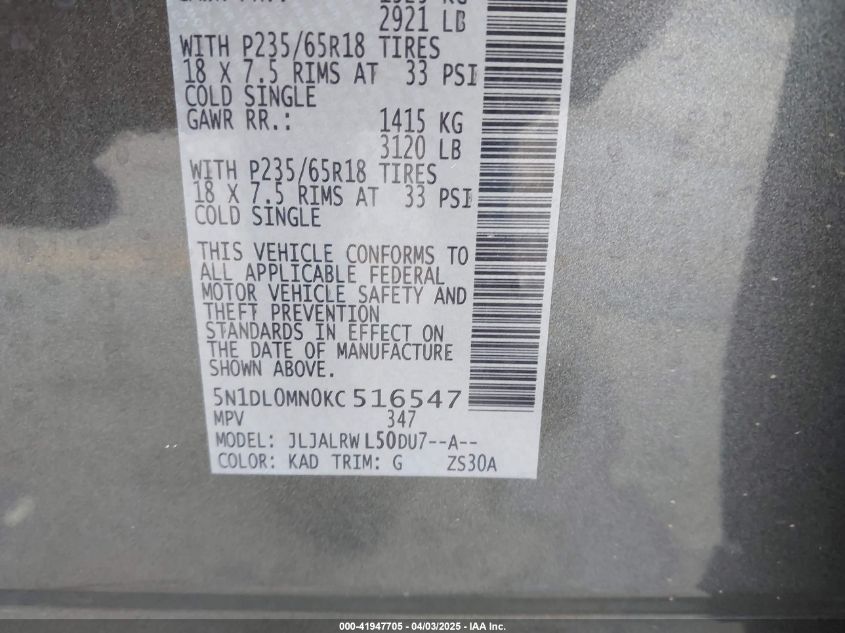 2921 LB
WITH P235/65R18 TIRES
18 X 7.5 RIMS AT 33 PSI
COLD SINGLE
GAWR RR.: 1415 KG
3120 LB
WITH P235/65R18 TIRES
18 X 7.5 RIMS AT 33 PSI
COLD SINGLE
THIS VEHICLE CONFORMS TO
ALL APPLICABLE FEDERAL
MOTOR VEHICLE SAFETY AND
THEFT PREVENTION
STANDARDS IN EFFECT ON
THE DATE OF MANUFACTURE
SHOWN ABOVE.
5N1DL0MN0KC516547
MPV 347
MODEL: JLJALRWL50DU7--A--
COLOR: KAD TRIM: G ZS30A
000-41947705 - 04/03/2025 - IAA Inc.